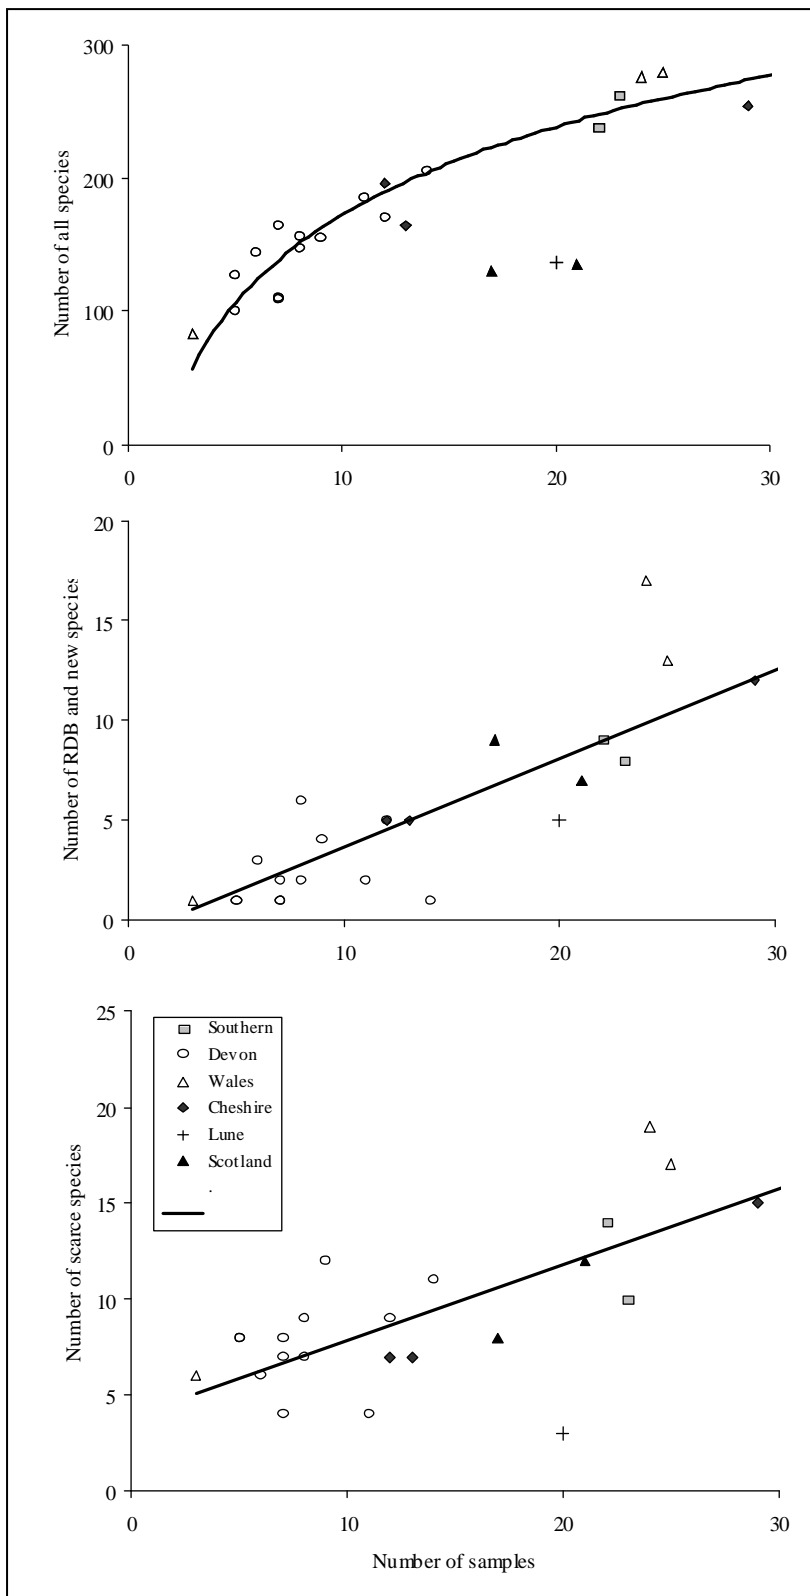 300
200
100
0
Number of all species
0 10 20 30
20
15
10
5
0
Number of RDB and new species
0 10 20 30
25
20
15
10
5
0
Number of scarce species
Southern
Devon
Wales
Cheshire
Lune
Scotland
.
0 10 20 30
Number of samples